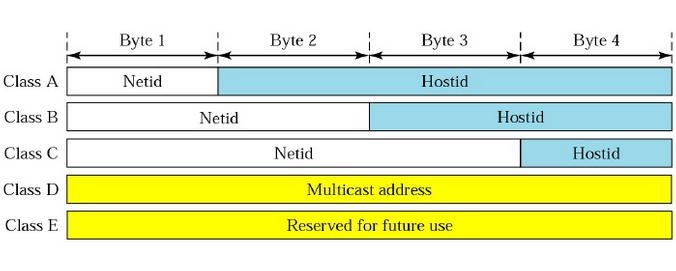 Byte 1 Byte 2 Byte 3 Byte 4
Class A Netid Hostid
Class B Netid Hostid
Class C Netid Hostid
Class D Multicast address
Class E Reserved for future use